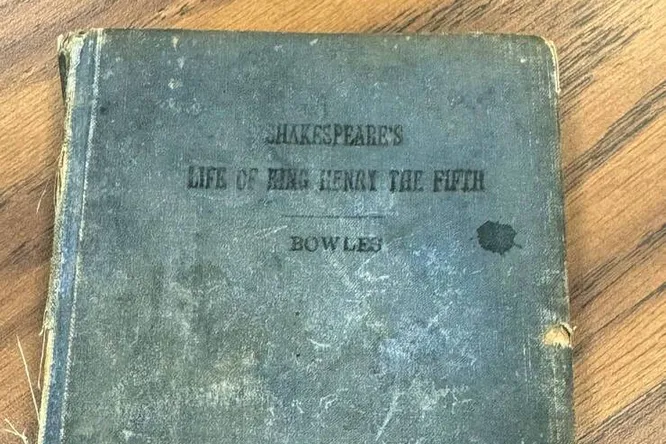 SHAKESPEARE'S
LIFE OF KING HENRY THE FIFTH
BOWLES